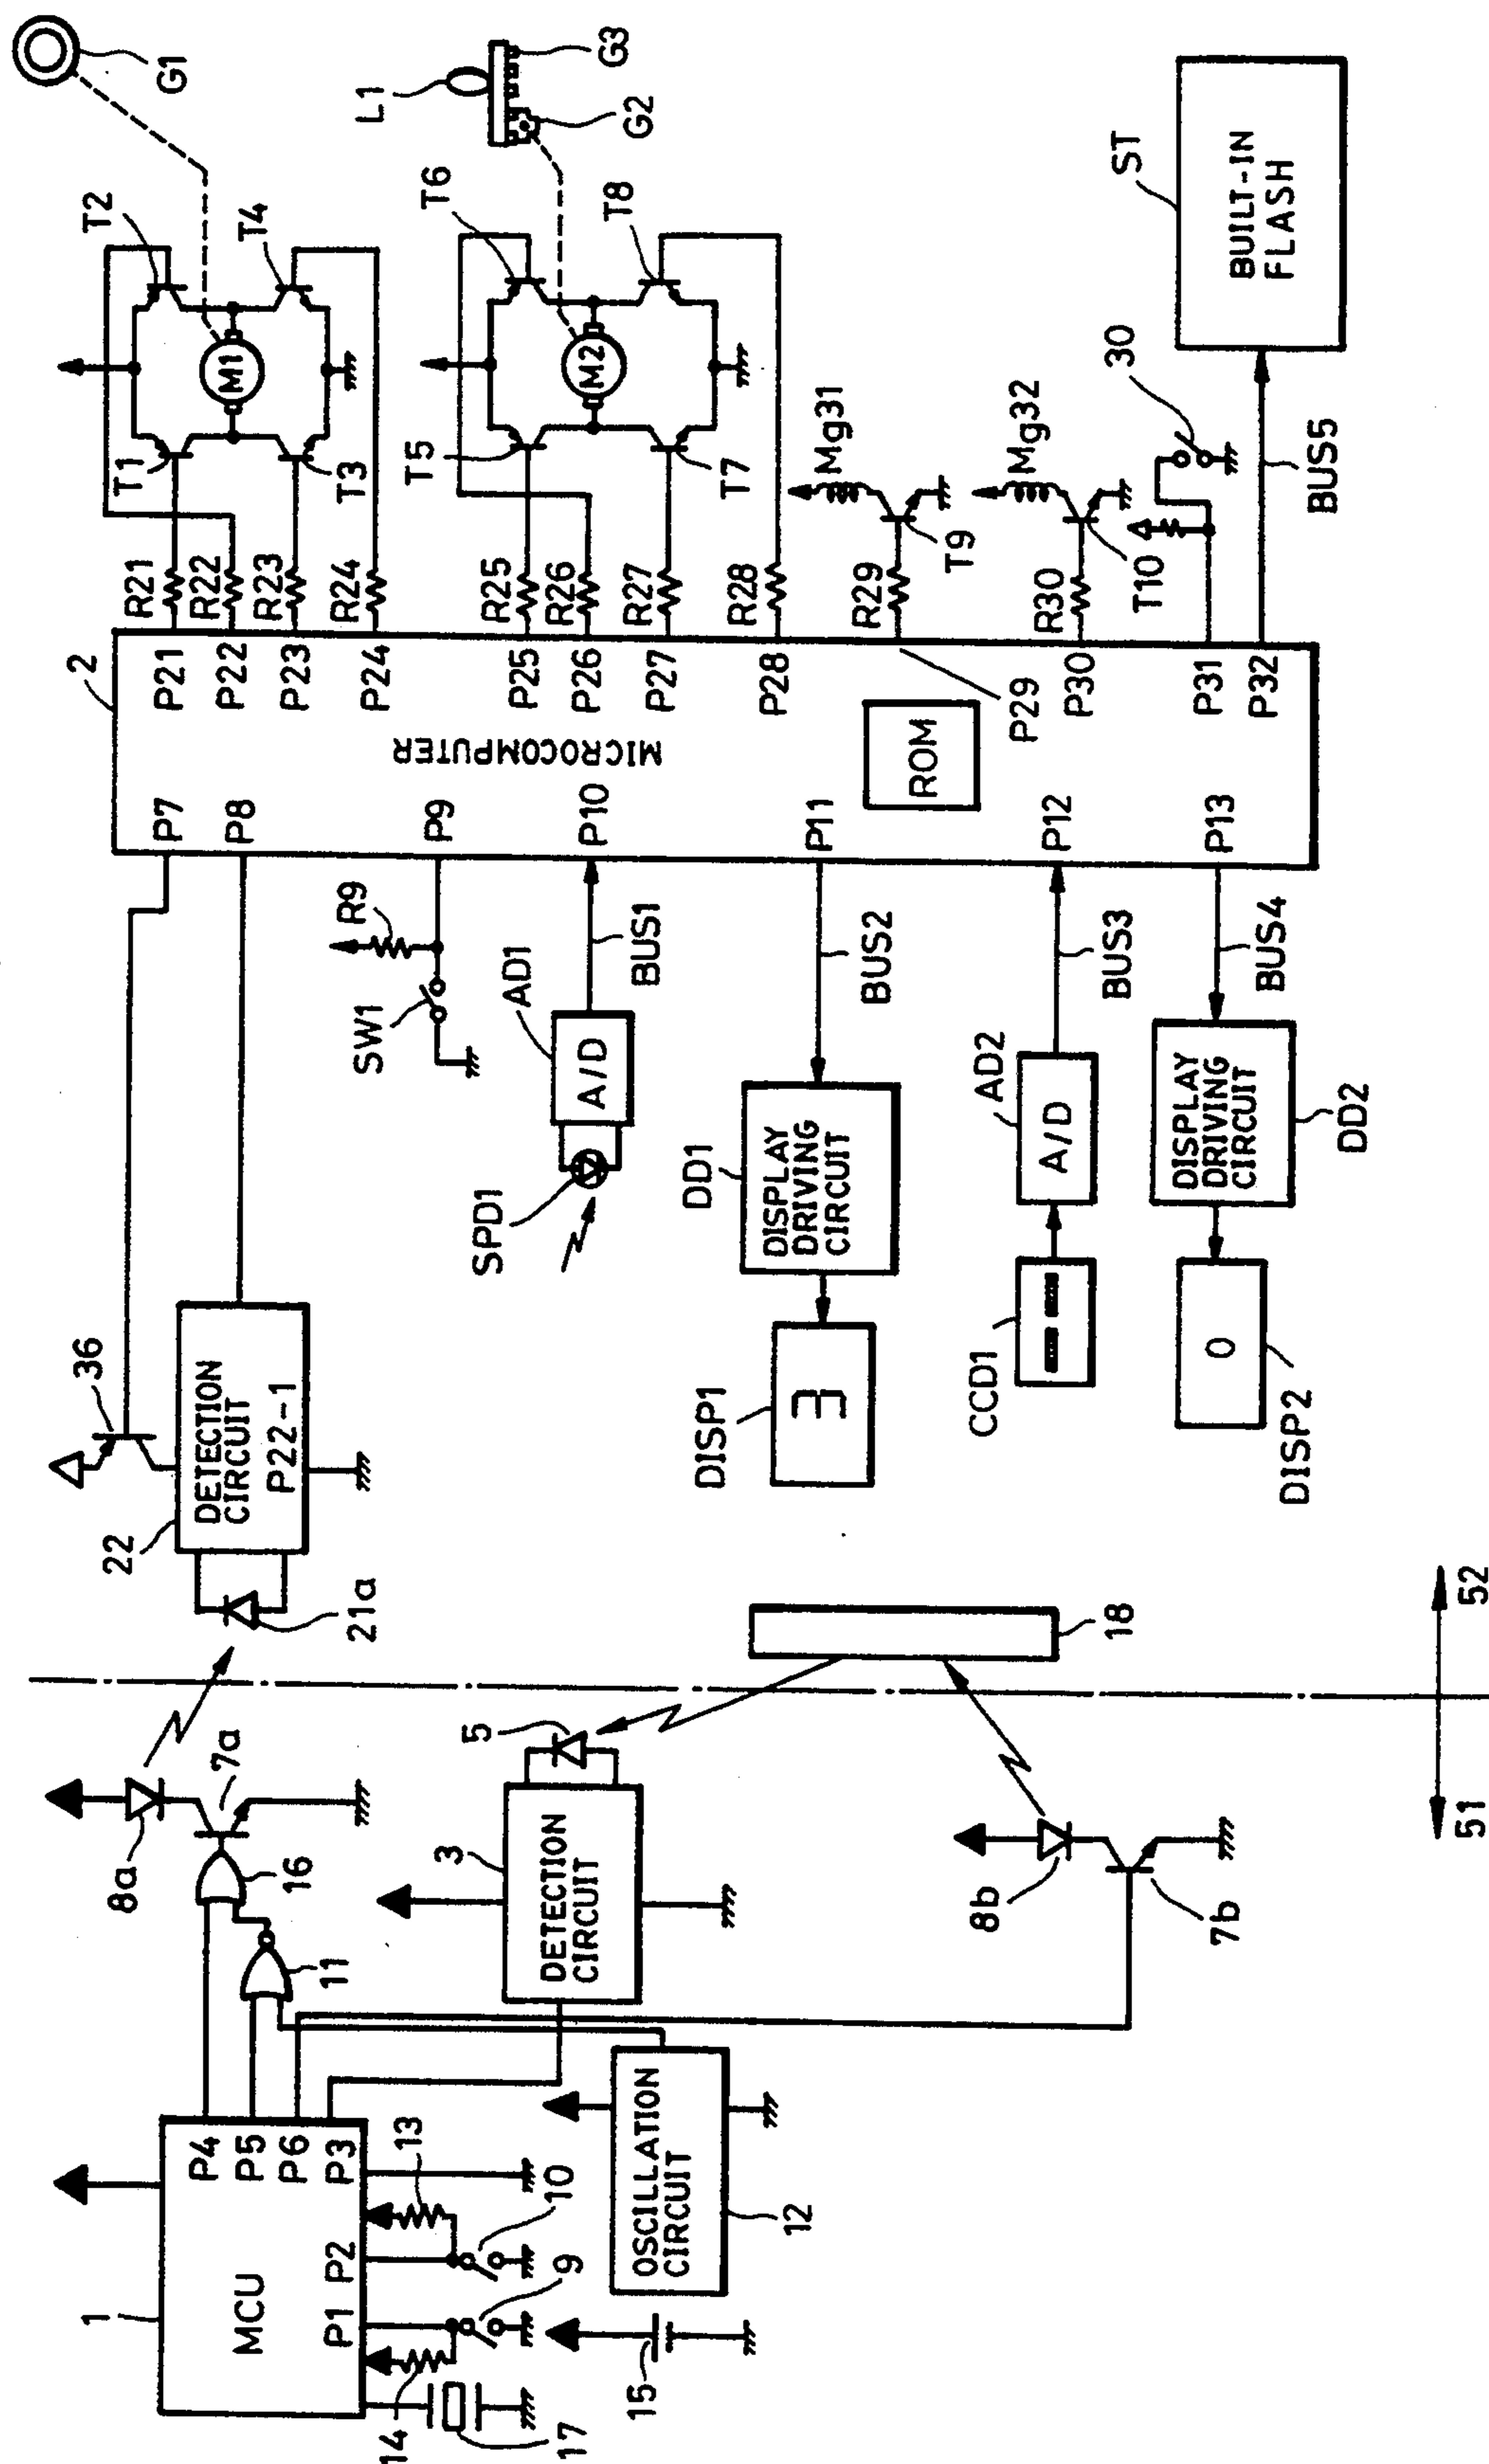 1
MCU
P1
P2
P3
P4
P5
P6
14
17
13
10
9
15
OSCILLATION
CIRCUIT
12
11
16
7a
8a
3
DETECTION
CIRCUIT
5
8b
7b
18
51
52
21a
22
DETECTION
CIRCUIT
P22-1
36
SW1
R9
SPD1
AD1
A/D
BUS1
DISP1
3
DD1
DISPLAY
DRIVING
CIRCUIT
BUS2
CCD1
AD2
A/D
BUS3
DISP2
0
DD2
DISPLAY
DRIVING
CIRCUIT
BUS4
2
MICROCOMPUTER
ROM
P7
P8
P9
P10
P11
P12
P13
P21
P22
P23
P24
P25
P26
P27
P28
P29
P30
P31
P32
R21
R22
R23
R24
R25
R26
R27
R28
R29
R30
T1
T2
T3
T4
M1
G1
T5
T6
T7
T8
M2
L1
G2
G3
Mg31
T9
Mg32
T10
30
BUS5
ST
BUILT-IN
FLASH